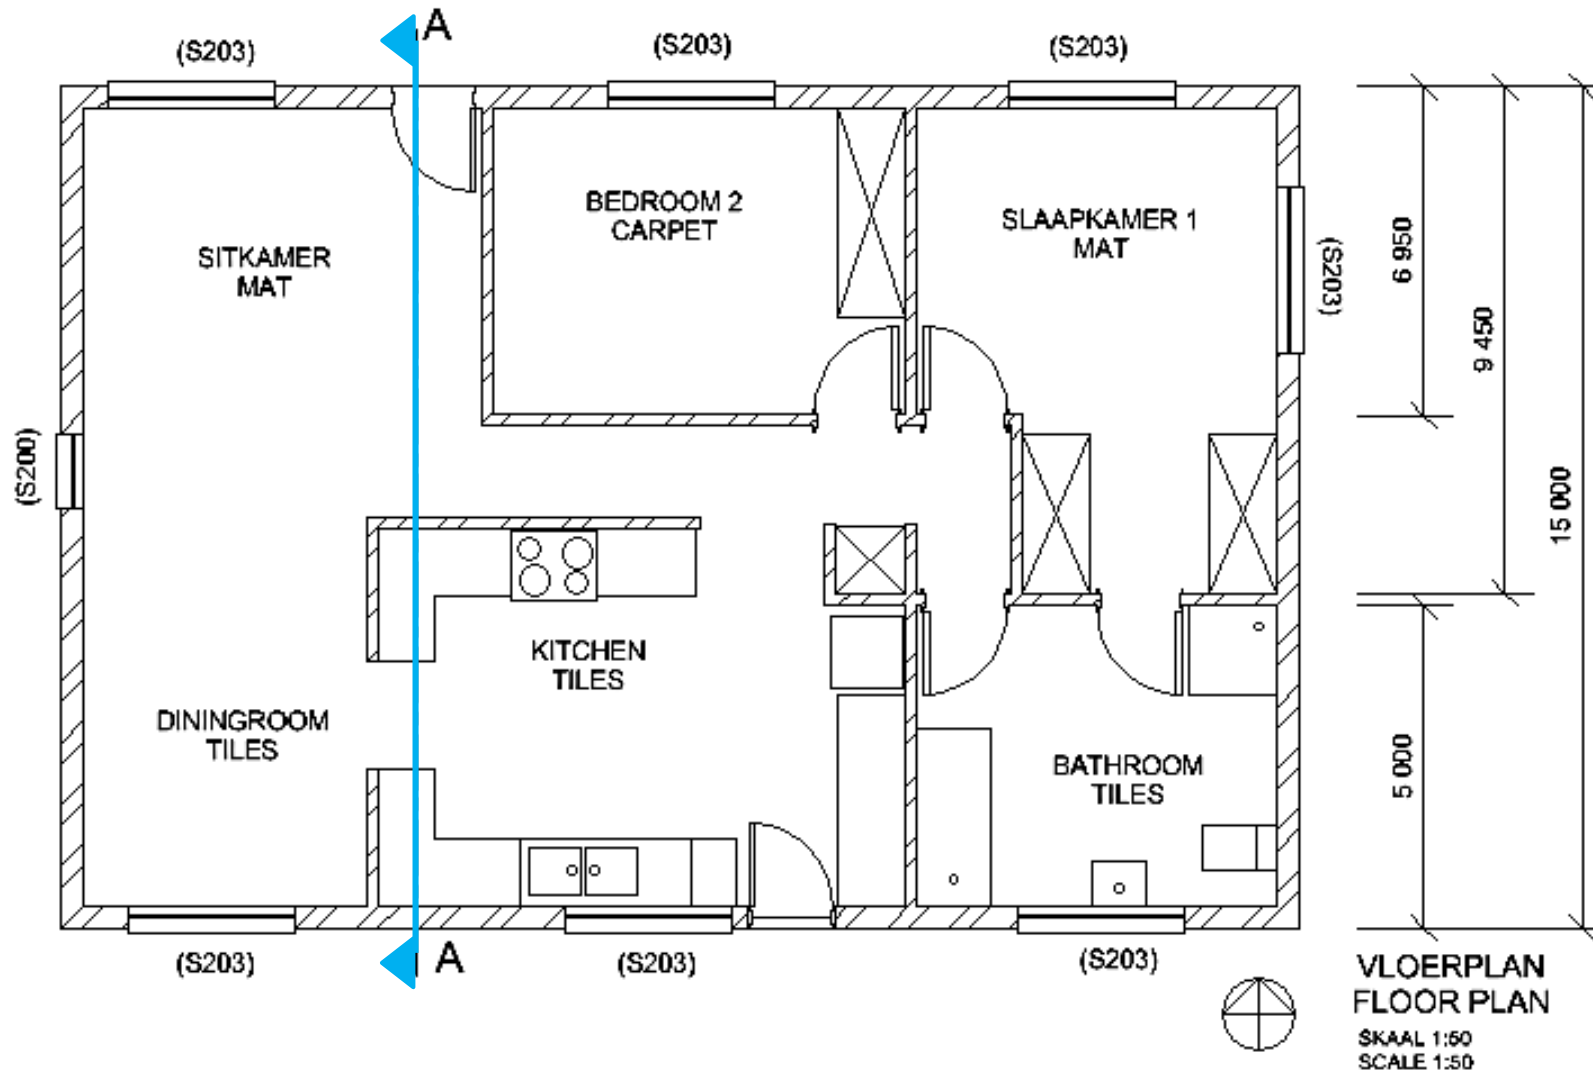 A
(S203)
(S203)
(S203)
BEDROOM 2
CARPET
SLAAPKAMER 1
MAT
SITKAMER
MAT
(S203)
6 950
9 450
15 000
(S200)
KITCHEN
TILES
DININGROOM
TILES
BATHROOM
TILES
5 000
(S203)
A
(S203)
(S203)
VLOERPLAN
FLOOR PLAN
SKAAL 1:50
SCALE 1:50